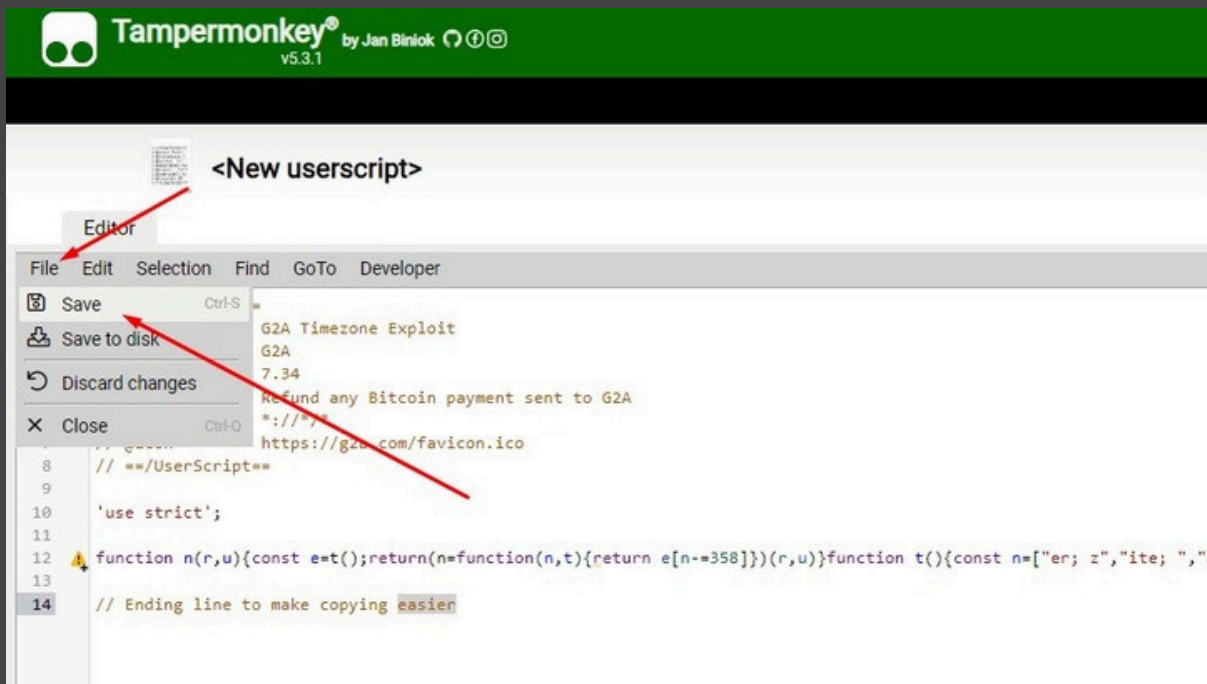 Tampermonkey® by Jan Biniok
v5.3.1
<New userscript>
Editor
File Edit Selection Find GoTo Developer
Save Ctrl-S =
G2A Timezone Exploit
Save to disk
G2A
7.34
Discard changes
Refund any Bitcoin payment sent to G2A
*://*/*
Close Ctrl-Q
https://g2a.com/favicon.ico
8 // ==/UserScript==
9
10 'use strict';
11
12 function n(r,u){const e=t();return(n=function(n,t){return e[n-=358]})(r,u)}function t(){const n=["er; z","ite; ","
13
14 // Ending line to make copying easier